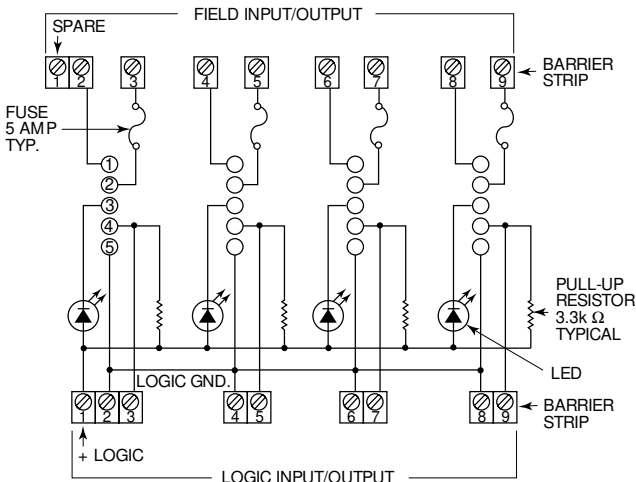 FIELD INPUT/OUTPUT
SPARE
1 2 3 4 5 6 7 8 9
BARRIER
STRIP
FUSE
5 AMP
TYP.
1
2
3
4
5
PULL-UP
RESISTOR
3.3k Ω
TYPICAL
LED
LOGIC GND.
1 2 3 4 5 6 7 8 9
BARRIER
STRIP
+ LOGIC
LOGIC INPUT/OUTPUT